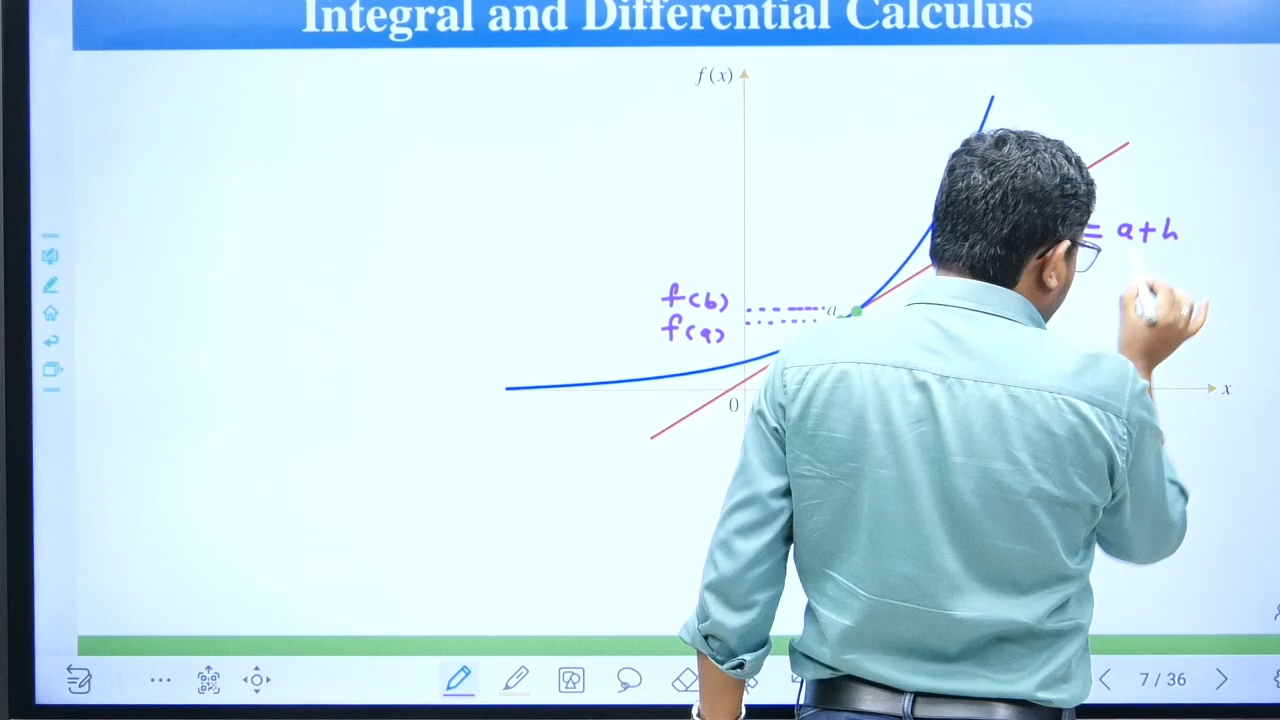 Integral and Differential Calculus
f(x)
= a+h
f(b)
a
f(a)
x
0
7 / 36